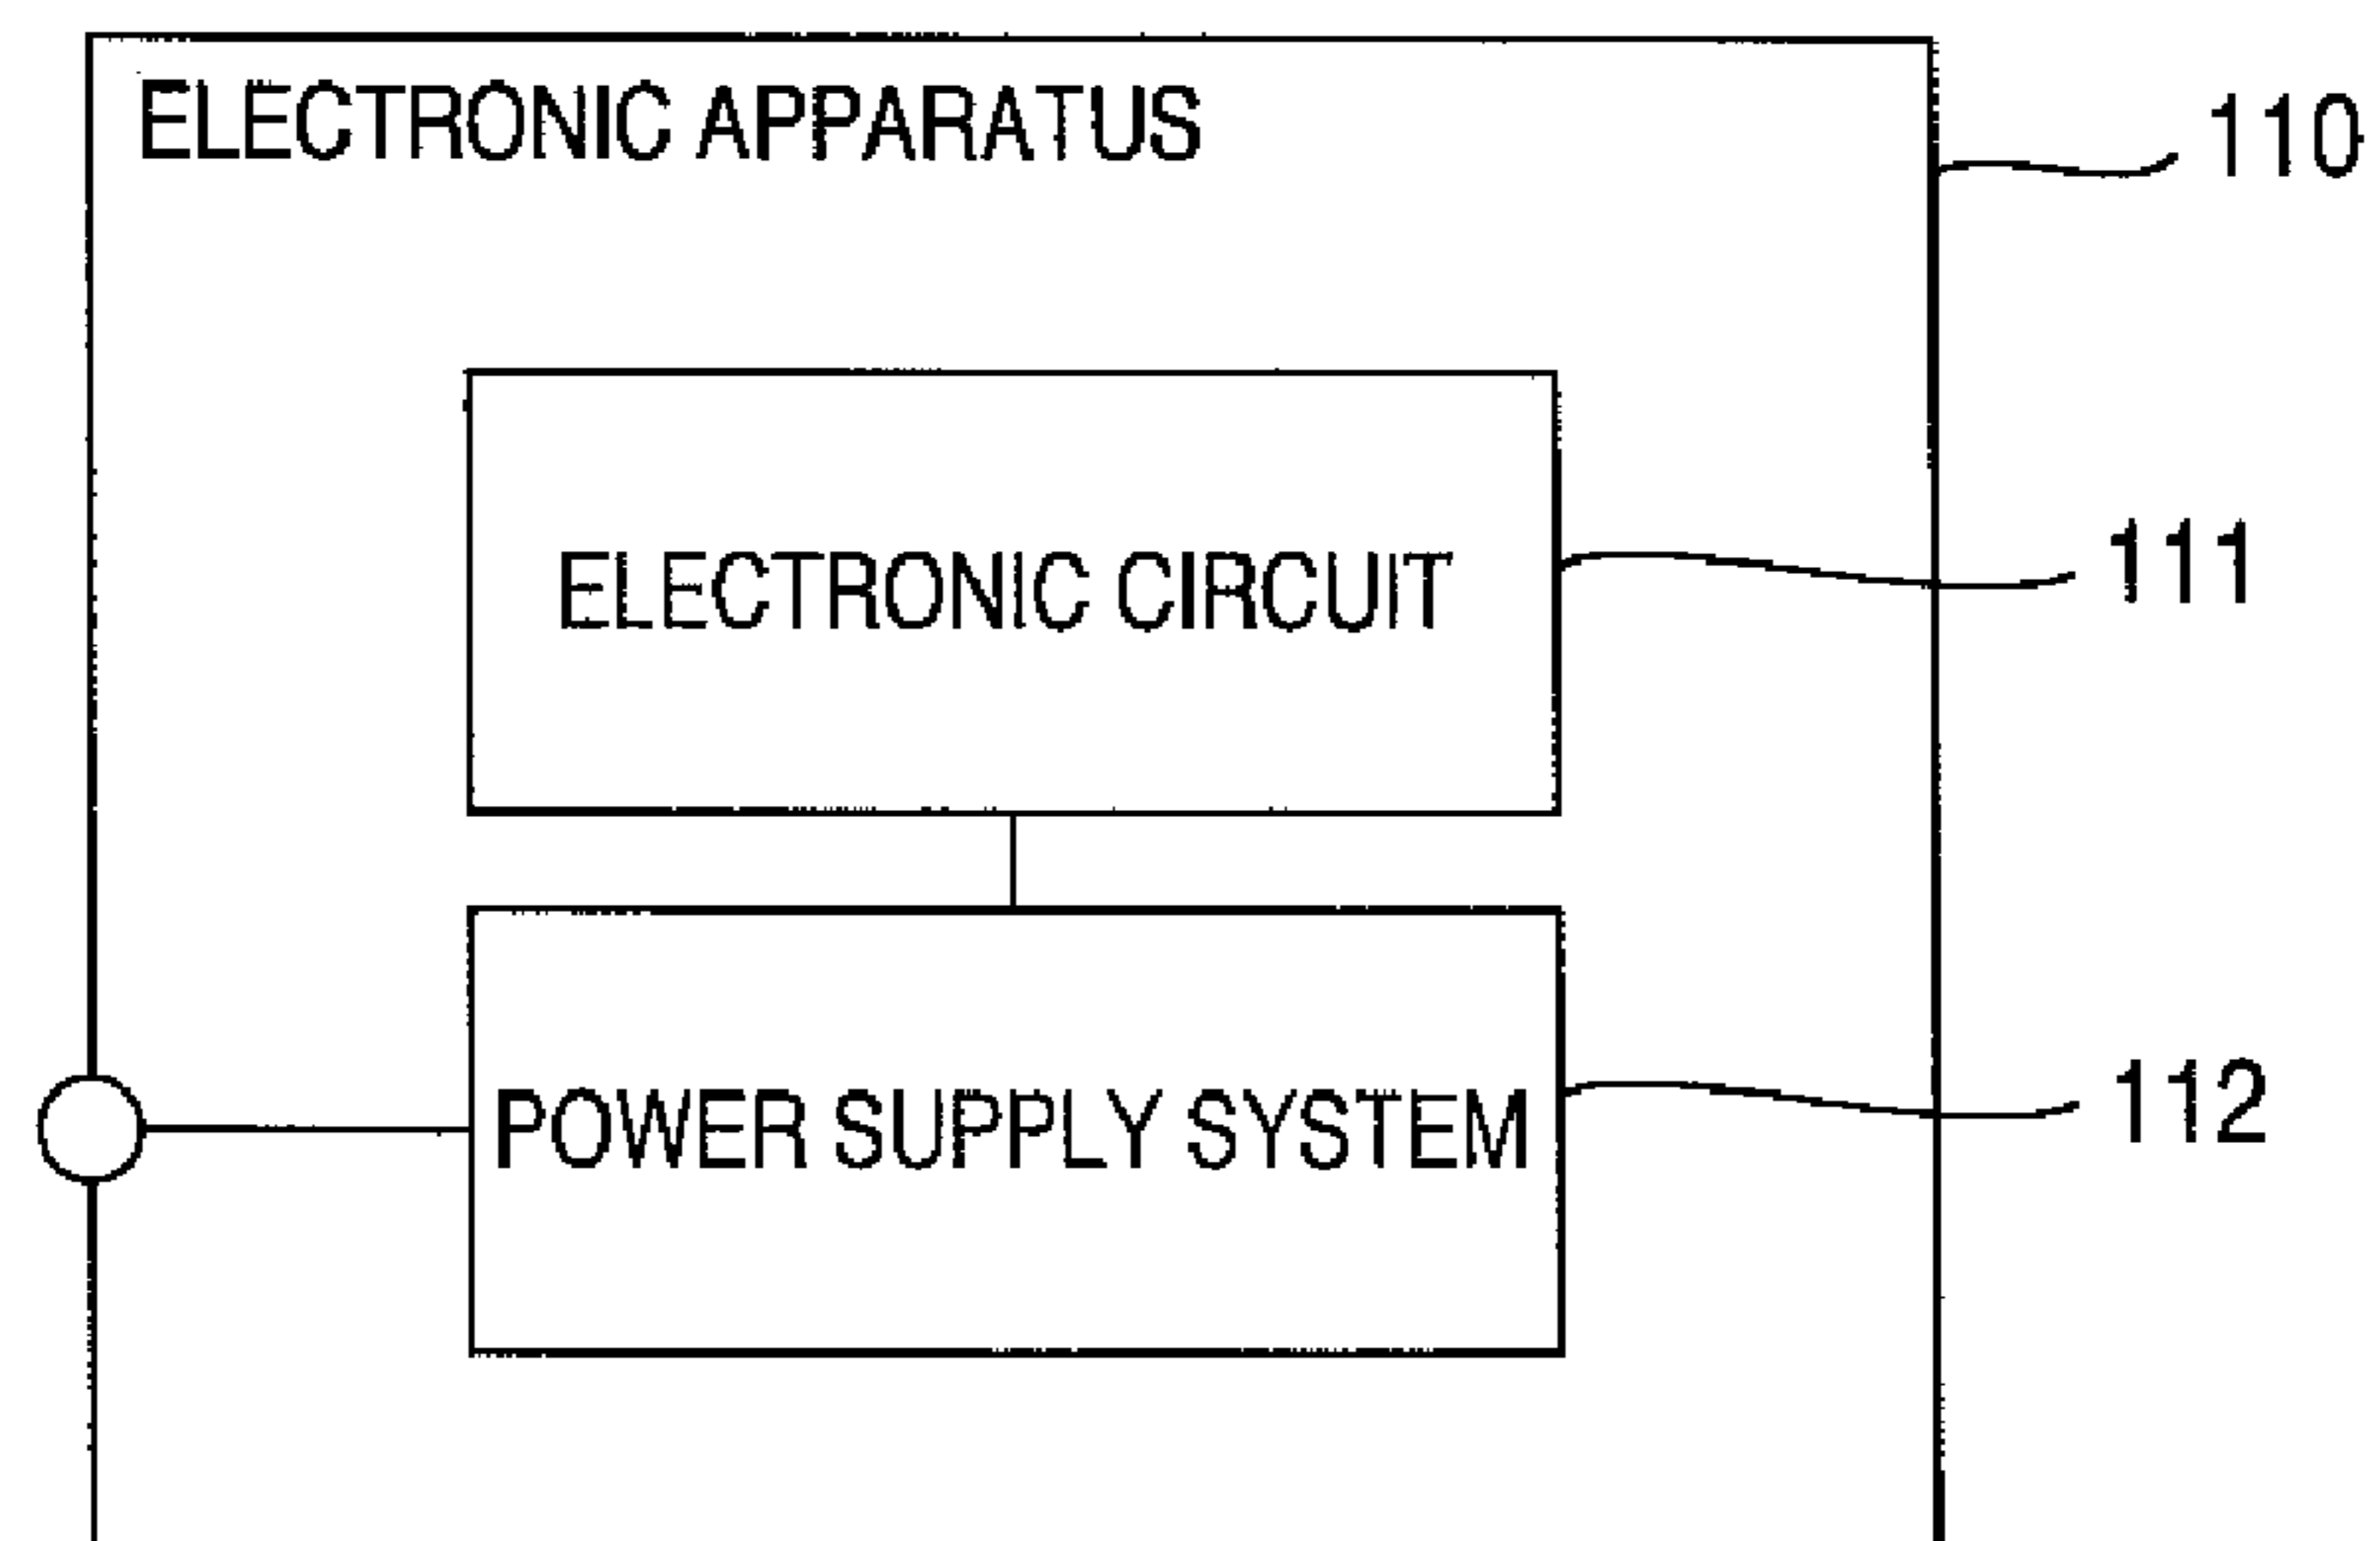 ELECTRONIC APPARATUS
110
ELECTRONIC CIRCUIT
111
POWER SUPPLY SYSTEM
112